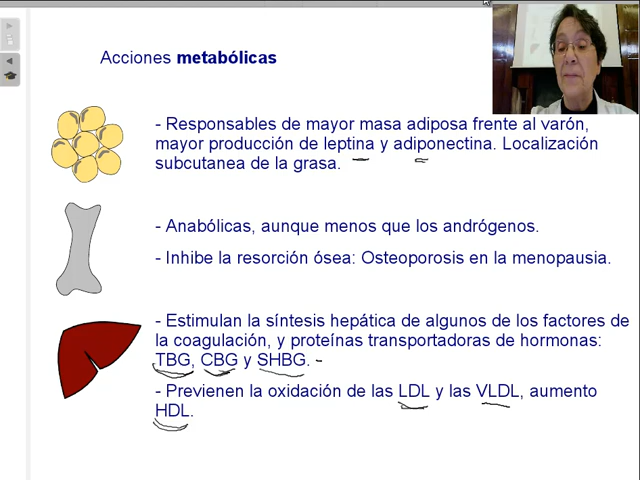 Acciones metabólicas
- Responsables de mayor masa adiposa frente al varón,
mayor producción de leptina y adiponectina. Localización
subcutanea de la grasa.
- Anabólicas, aunque menos que los andrógenos.
- Inhibe la resorción ósea: Osteoporosis en la menopausia.
- Estimulan la síntesis hepática de algunos de los factores de
la coagulación, y proteínas transportadoras de hormonas:
TBG, CBG y SHBG.
- Previenen la oxidación de las LDL y las VLDL, aumento
HDL.